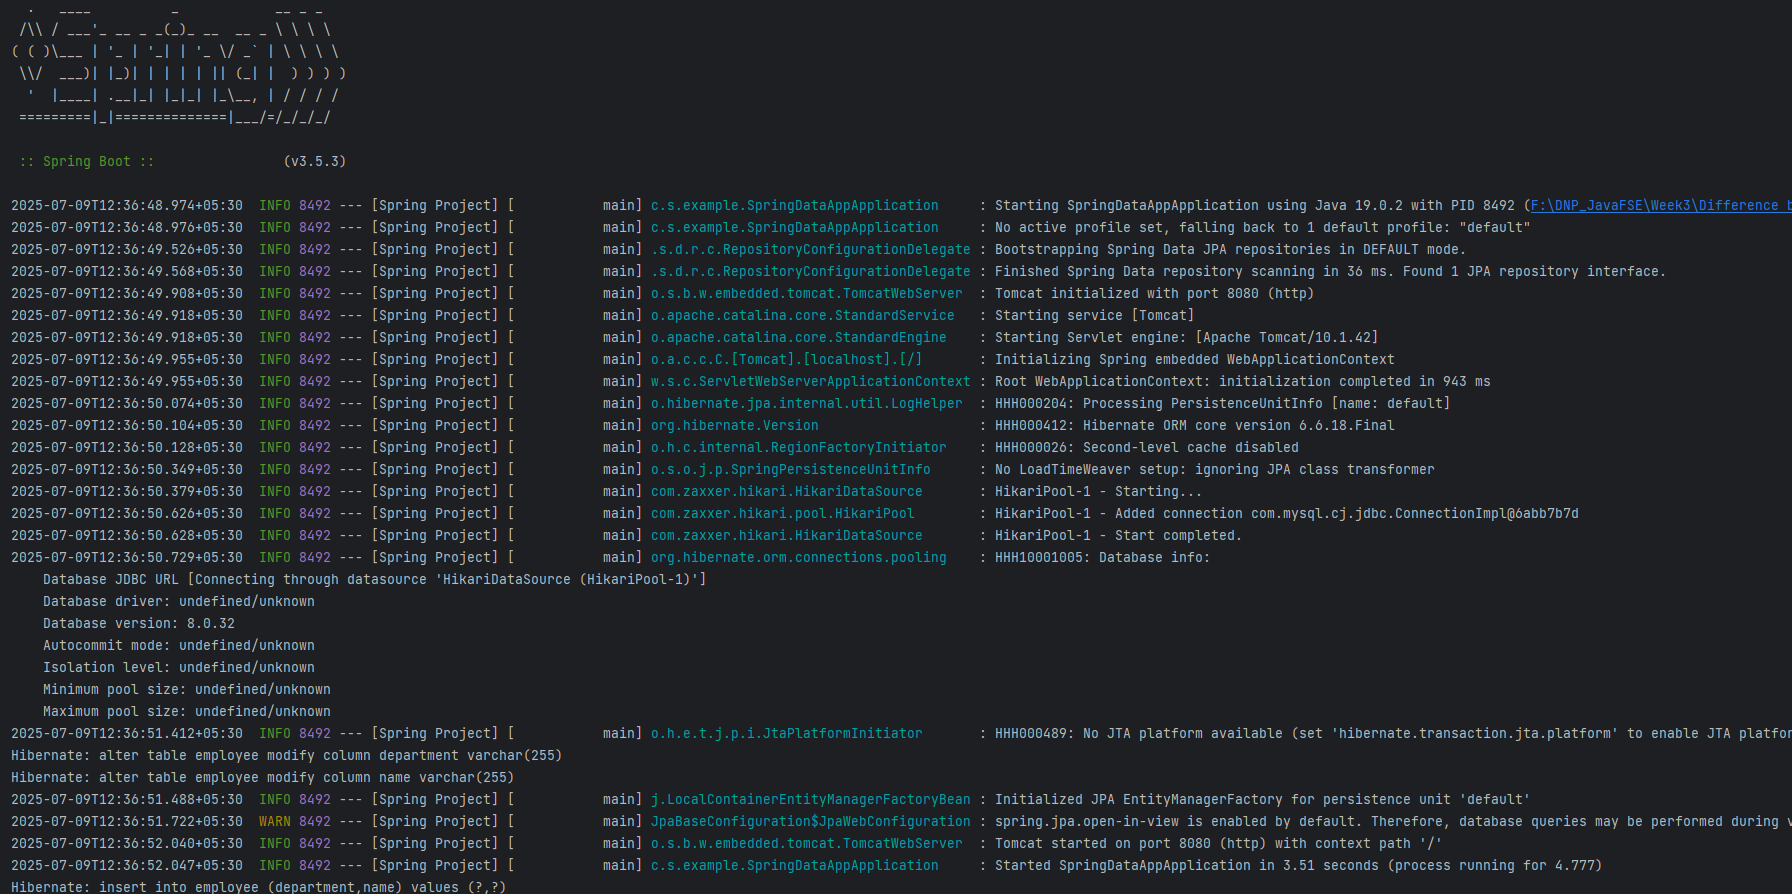 .   ____          _            __ _ _
 /\\ / ___'_ __ _ _(_)_ __  __ _ \ \ \ \
( ( )\___ | '_ | '_| | '_ \/ _` | \ \ \ \
 \\/  ___)| |_)| | | | | || (_| |  ) ) ) )
  '  |____| .__|_| |_|_| |_\__, | / / / /
 =========|_|==============|___/=/_/_/_/
 :: Spring Boot ::                (v3.5.3)
2025-07-09T12:36:48.974+05:30  INFO 8492 --- [Spring Project] [           main] c.s.example.SpringDataAppApplication     : Starting SpringDataAppApplication using Java 19.0.2 with PID 8492 (F:\DNP_JavaFSE\Week3\Difference b
2025-07-09T12:36:48.976+05:30  INFO 8492 --- [Spring Project] [           main] c.s.example.SpringDataAppApplication     : No active profile set, falling back to 1 default profile: "default"
2025-07-09T12:36:49.526+05:30  INFO 8492 --- [Spring Project] [           main] .s.d.r.c.RepositoryConfigurationDelegate : Bootstrapping Spring Data JPA repositories in DEFAULT mode.
2025-07-09T12:36:49.568+05:30  INFO 8492 --- [Spring Project] [           main] .s.d.r.c.RepositoryConfigurationDelegate : Finished Spring Data repository scanning in 36 ms. Found 1 JPA repository interface.
2025-07-09T12:36:49.908+05:30  INFO 8492 --- [Spring Project] [           main] o.s.b.w.embedded.tomcat.TomcatWebServer  : Tomcat initialized with port 8080 (http)
2025-07-09T12:36:49.918+05:30  INFO 8492 --- [Spring Project] [           main] o.apache.catalina.core.StandardService   : Starting service [Tomcat]
2025-07-09T12:36:49.918+05:30  INFO 8492 --- [Spring Project] [           main] o.apache.catalina.core.StandardEngine    : Starting Servlet engine: [Apache Tomcat/10.1.42]
2025-07-09T12:36:49.955+05:30  INFO 8492 --- [Spring Project] [           main] o.a.c.c.C.[Tomcat].[localhost].[/]       : Initializing Spring embedded WebApplicationContext
2025-07-09T12:36:49.955+05:30  INFO 8492 --- [Spring Project] [           main] w.s.c.ServletWebServerApplicationContext : Root WebApplicationContext: initialization completed in 943 ms
2025-07-09T12:36:50.074+05:30  INFO 8492 --- [Spring Project] [           main] o.hibernate.jpa.internal.util.LogHelper  : HHH000204: Processing PersistenceUnitInfo [name: default]
2025-07-09T12:36:50.104+05:30  INFO 8492 --- [Spring Project] [           main] org.hibernate.Version                    : HHH000412: Hibernate ORM core version 6.6.18.Final
2025-07-09T12:36:50.128+05:30  INFO 8492 --- [Spring Project] [           main] o.h.c.internal.RegionFactoryInitiator    : HHH000026: Second-level cache disabled
2025-07-09T12:36:50.349+05:30  INFO 8492 --- [Spring Project] [           main] o.s.o.j.p.SpringPersistenceUnitInfo      : No LoadTimeWeaver setup: ignoring JPA class transformer
2025-07-09T12:36:50.379+05:30  INFO 8492 --- [Spring Project] [           main] com.zaxxer.hikari.HikariDataSource       : HikariPool-1 - Starting...
2025-07-09T12:36:50.626+05:30  INFO 8492 --- [Spring Project] [           main] com.zaxxer.hikari.pool.HikariPool        : HikariPool-1 - Added connection com.mysql.cj.jdbc.ConnectionImpl@6abb7b7d
2025-07-09T12:36:50.628+05:30  INFO 8492 --- [Spring Project] [           main] com.zaxxer.hikari.HikariDataSource       : HikariPool-1 - Start completed.
2025-07-09T12:36:50.729+05:30  INFO 8492 --- [Spring Project] [           main] org.hibernate.orm.connections.pooling    : HHH10001005: Database info:
    Database JDBC URL [Connecting through datasource 'HikariDataSource (HikariPool-1)']
    Database driver: undefined/unknown
    Database version: 8.0.32
    Autocommit mode: undefined/unknown
    Isolation level: undefined/unknown
    Minimum pool size: undefined/unknown
    Maximum pool size: undefined/unknown
2025-07-09T12:36:51.412+05:30  INFO 8492 --- [Spring Project] [           main] o.h.e.t.j.p.i.JtaPlatformInitiator       : HHH000489: No JTA platform available (set 'hibernate.transaction.jta.platform' to enable JTA platfor
Hibernate: alter table employee modify column department varchar(255)
Hibernate: alter table employee modify column name varchar(255)
2025-07-09T12:36:51.488+05:30  INFO 8492 --- [Spring Project] [           main] j.LocalContainerEntityManagerFactoryBean : Initialized JPA EntityManagerFactory for persistence unit 'default'
2025-07-09T12:36:51.722+05:30  WARN 8492 --- [Spring Project] [           main] JpaBaseConfiguration$JpaWebConfiguration : spring.jpa.open-in-view is enabled by default. Therefore, database queries may be performed during v
2025-07-09T12:36:52.040+05:30  INFO 8492 --- [Spring Project] [           main] o.s.b.w.embedded.tomcat.TomcatWebServer  : Tomcat started on port 8080 (http) with context path '/'
2025-07-09T12:36:52.047+05:30  INFO 8492 --- [Spring Project] [           main] c.s.example.SpringDataAppApplication     : Started SpringDataAppApplication in 3.51 seconds (process running for 4.777)
Hibernate: insert into employee (department,name) values (?,?)